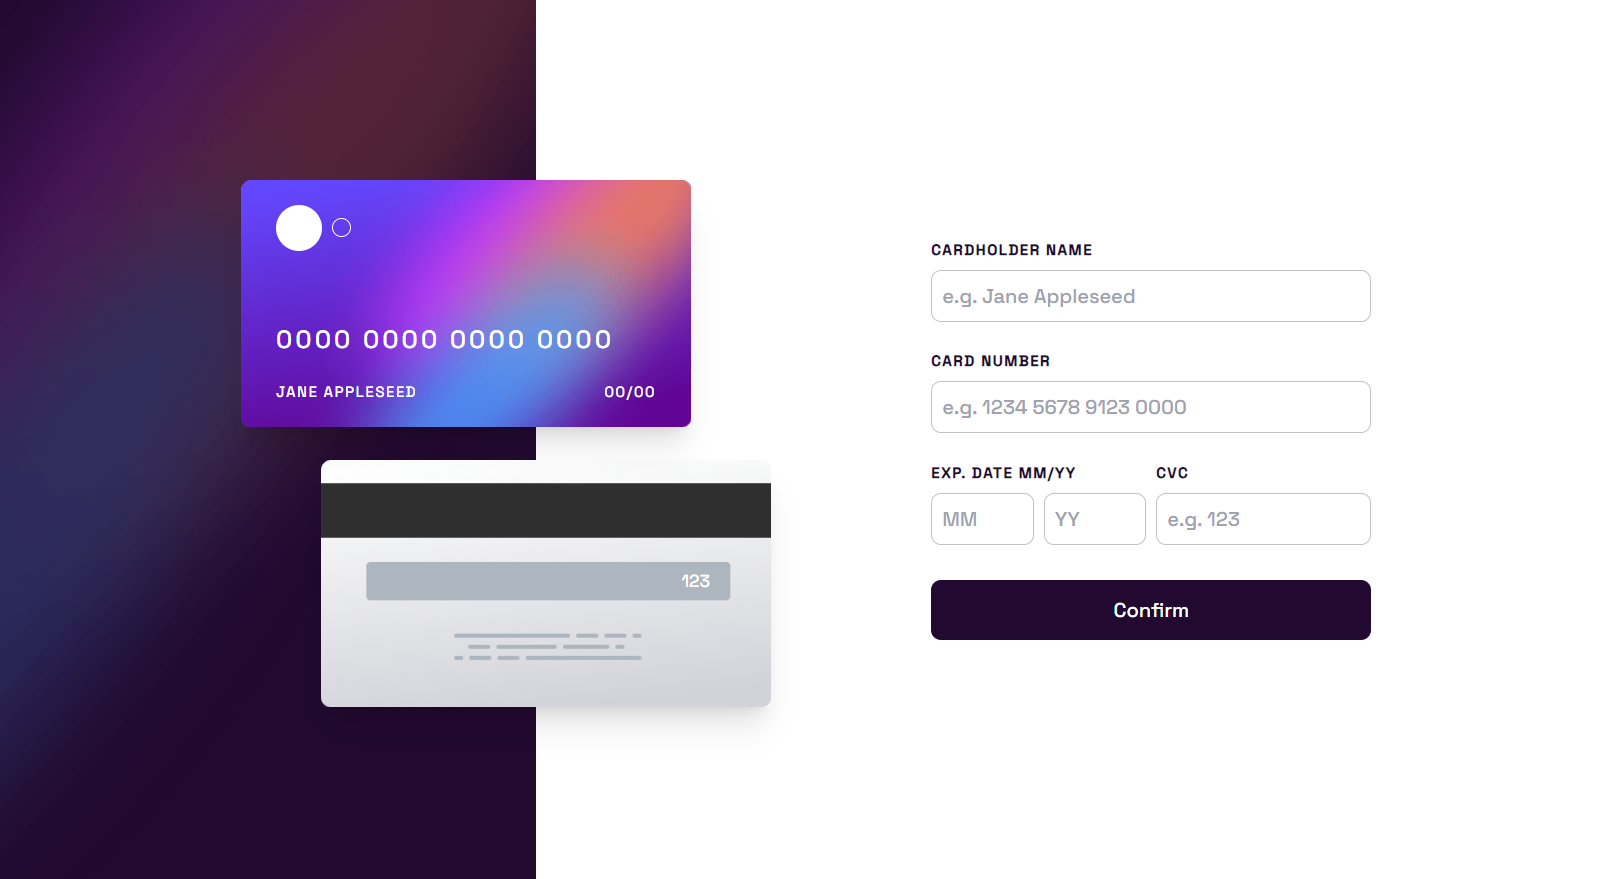 0000 0000 0000 0000
JANE APPLESEED 00/00
123
CARDHOLDER NAME
e.g. Jane Appleseed
CARD NUMBER
e.g. 1234 5678 9123 0000
EXP. DATE MM/YY CVC
MM YY e.g. 123
Confirm